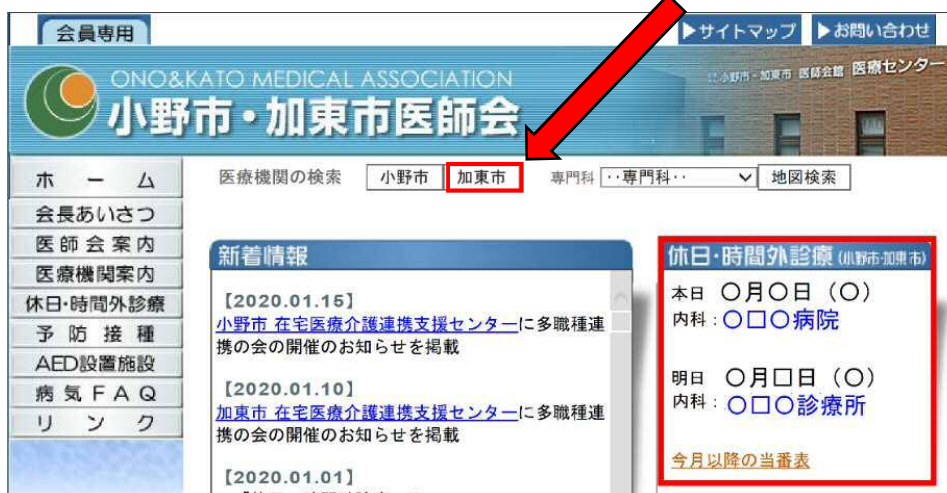 会員専用
▶サイトマップ
▶お問い合わせ
ONO&KATO MEDICAL ASSOCIATION
小野市・加東市医師会
小野市・加東市 医師会館 医療センター
医療機関の検索 小野市 加東市 専門科 ‥専門科‥ 地図検索
ホーム
会長あいさつ
医師会案内
医療機関案内
休日・時間外診療
予防接種
AED設置施設
病気FAQ
リンク
新着情報
【2020.01.15】
小野市 在宅医療介護連携支援センターに多職種連
携の会の開催のお知らせを掲載
【2020.01.10】
加東市 在宅医療介護連携支援センターに多職種連
携の会の開催のお知らせを掲載
【2020.01.01】
休日・時間外診療(小野市・加東市)
本日 〇月〇日(〇)
内科:〇□〇病院
明日 〇月□日(〇)
内科:〇□〇診療所
今月以降の当番表